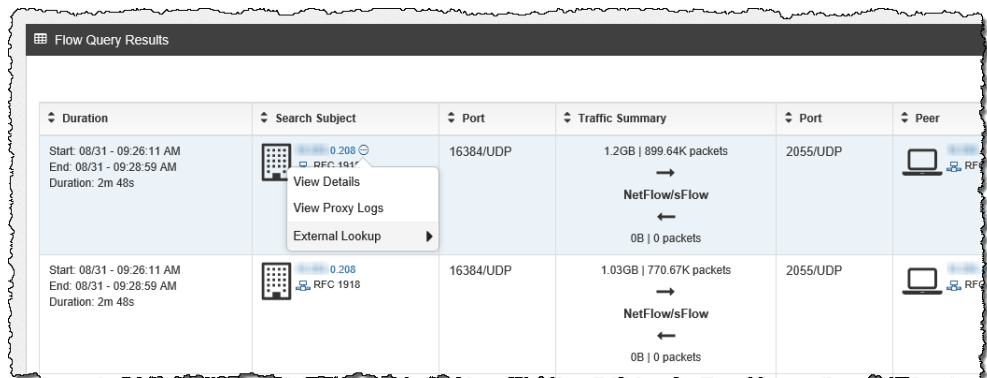 Flow Query Results
Duration Search Subject Port Traffic Summary Port Peer
Start: 08/31 - 09:26:11 AM
End: 08/31 - 09:28:59 AM
Duration: 2m 48s
0.208
RFC 191
View Details
View Proxy Logs
External Lookup
16384/UDP
1.2GB | 899.64K packets
NetFlow/sFlow
0B | 0 packets
2055/UDP
RF
Start: 08/31 - 09:26:11 AM
End: 08/31 - 09:28:59 AM
Duration: 2m 48s
0.208
RFC 1918
16384/UDP
1.03GB | 770.67K packets
NetFlow/sFlow
0B | 0 packets
2055/UDP
RF